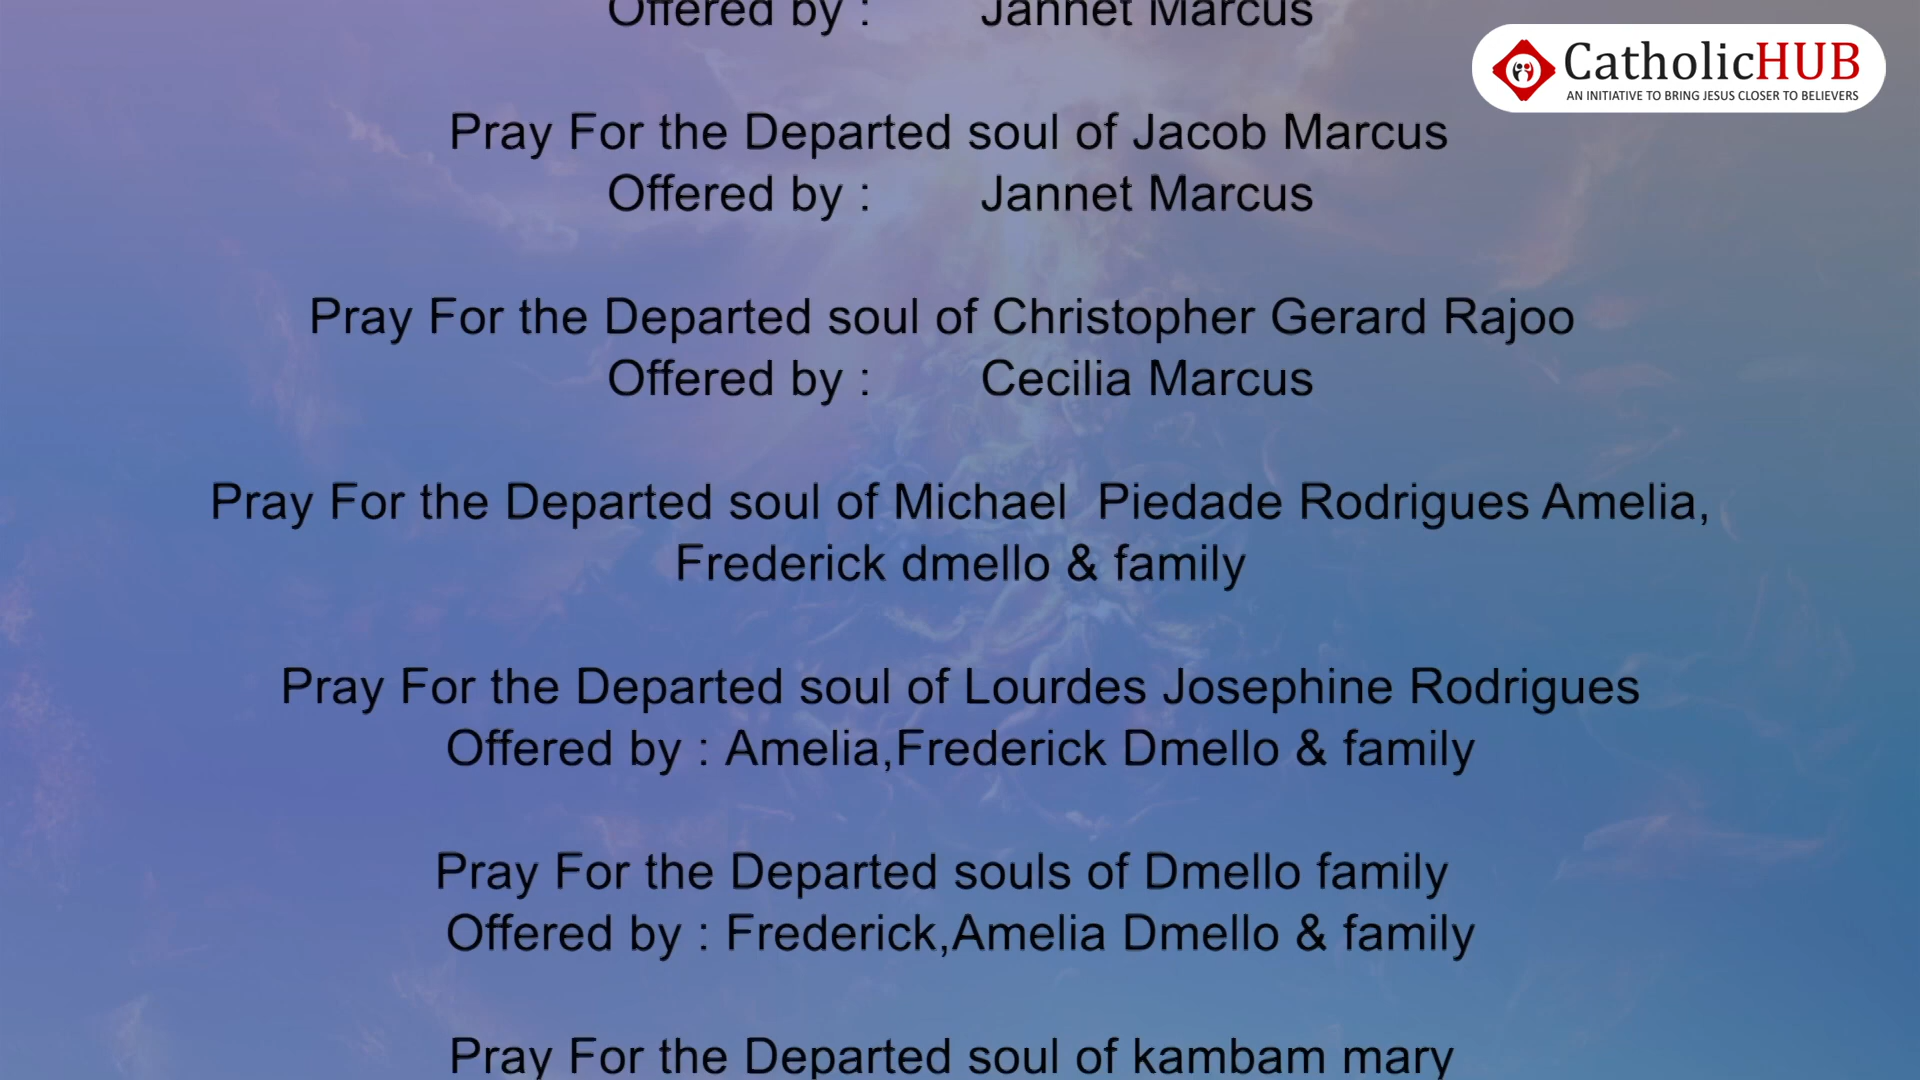 Offered by : Jannet Marcus
CatholicHUB
AN INITIATIVE TO BRING JESUS CLOSER TO BELIEVERS
Pray For the Departed soul of Jacob Marcus
Offered by : Jannet Marcus
Pray For the Departed soul of Christopher Gerard Rajoo
Offered by : Cecilia Marcus
Pray For the Departed soul of Michael Piedade Rodrigues Amelia,
Frederick dmello & family
Pray For the Departed soul of Lourdes Josephine Rodrigues
Offered by : Amelia,Frederick Dmello & family
Pray For the Departed souls of Dmello family
Offered by : Frederick,Amelia Dmello & family
Pray For the Departed soul of kambam mary